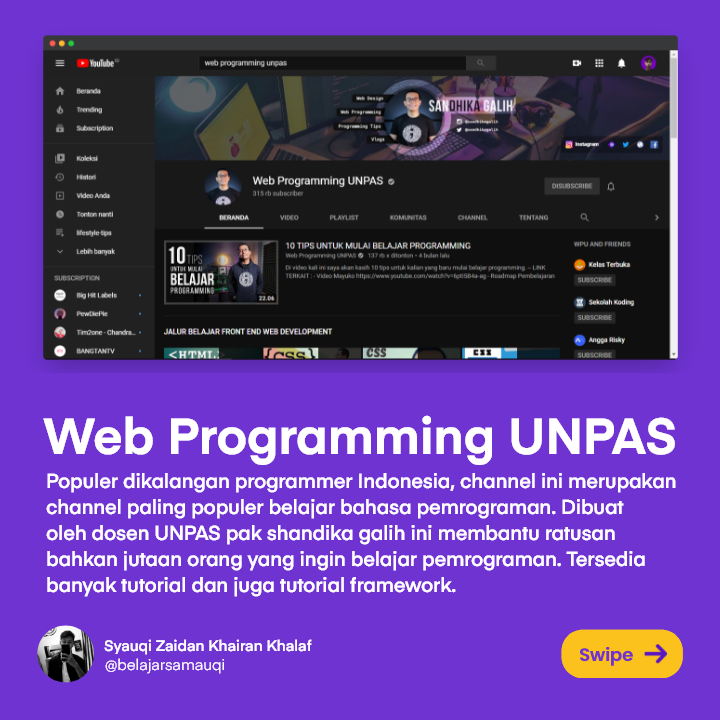 YouTube ID
web programming unpas
Beranda
Trending
Subscription
Koleksi
Histori
Video Anda
Tonton nanti
lifestyle tips
Lebih banyak
SUBSCRIPTION
Big Hit Labels
PewDiePie
Tim2one - Chandra...
BANGTANTV
Web Design
Web Programming
Programming Tips
Vlogs
SANDHIKA GALIH
@sandhikagalih
@sandhikagalih
Instagram
Web Programming UNPAS
315 rb subscriber
DISUBSCRIBE
BERANDA VIDEO PLAYLIST KOMUNITAS CHANNEL TENTANG
10 TIPS
UNTUK MULAI
BELAJAR
PROGRAMMING
22.06
10 TIPS UNTUK MULAI BELAJAR PROGRAMMING
Web Programming UNPAS 137 rb x ditonton • 4 bulan lalu
Di video kali ini saya akan kasih 10 tips untuk kalian yang baru mulai belajar programming. -- LINK
TERKAIT : - Video Mayuko https://www.youtube.com/watch?v= - Roadmap Pembelajaran
WPU AND FRIENDS
Kelas Terbuka
SUBSCRIBE
Sekolah Koding
SUBSCRIBE
Angga Risky
SUBSCRIBE
JALUR BELAJAR FRONT END WEB DEVELOPMENT
<HTML>
{CSS}
CSS
CSS
Web Programming UNPAS
Populer dikalangan programmer Indonesia, channel ini merupakan
channel paling populer belajar bahasa pemrograman. Dibuat
oleh dosen UNPAS pak shandika galih ini membantu ratusan
bahkan jutaan orang yang ingin belajar pemrograman. Tersedia
banyak tutorial dan juga tutorial framework.
Syauqi Zaidan Khairan Khalaf
@belajarsamauqi
Swipe